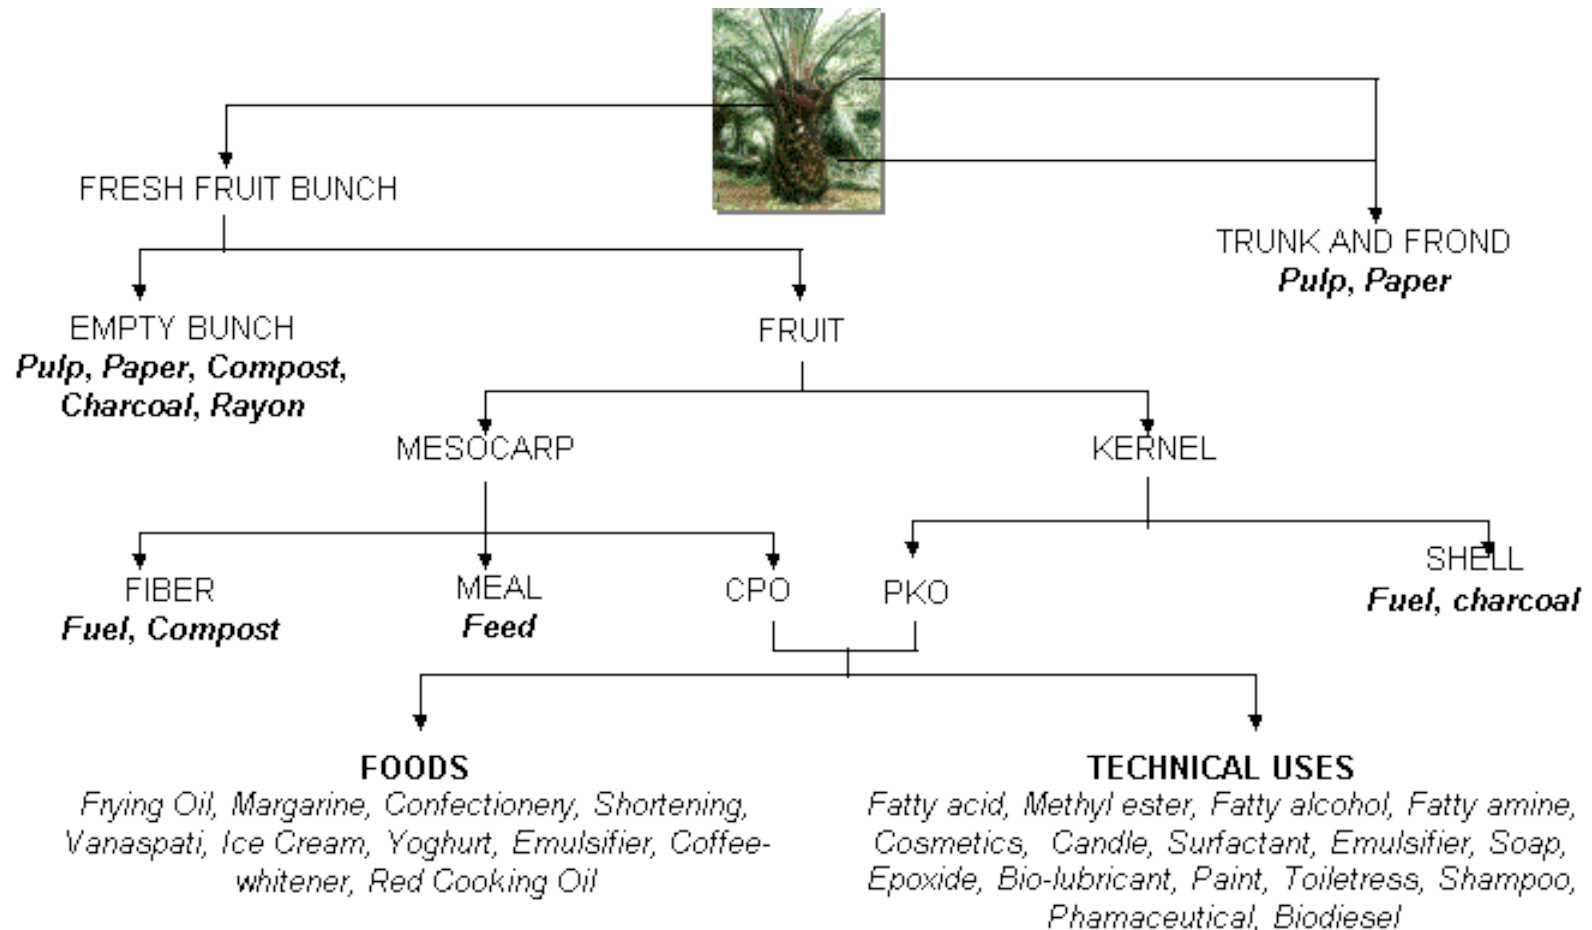 FRESH FRUIT BUNCH
TRUNK AND FROND
Pulp, Paper
EMPTY BUNCH
Pulp, Paper, Compost,
Charcoal, Rayon
FRUIT
MESOCARP
KERNEL
FIBER
Fuel, Compost
MEAL
Feed
CPO
PKO
SHELL
Fuel, charcoal
FOODS
Frying Oil, Margarine, Confectionery, Shortening,
Vanaspati, Ice Cream, Yoghurt, Emulsifier, Coffee-
whitener, Red Cooking Oil
TECHNICAL USES
Fatty acid, Methyl ester, Fatty alcohol, Fatty amine,
Cosmetics, Candle, Surfactant, Emulsifier, Soap,
Epoxide, Bio-lubricant, Paint, Toiletress, Shampoo,
Phamaceutical, Biodiesel